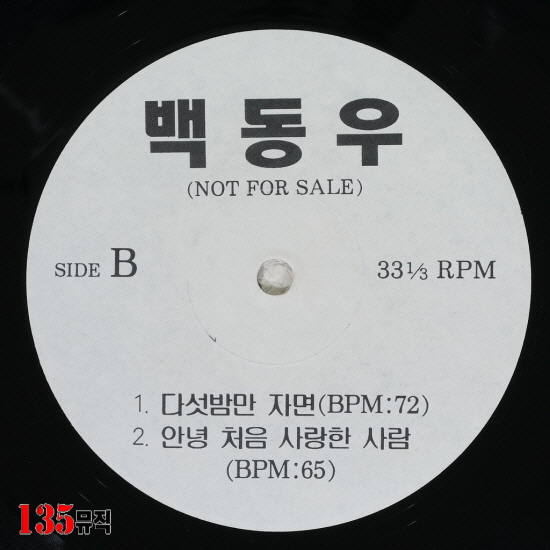 백동우
(NOT FOR SALE)
SIDE B
33⅓ RPM
1. 다섯밤만 자면(BPM:72)
2. 안녕 처음 사랑한 사람
(BPM:65)
135뮤직